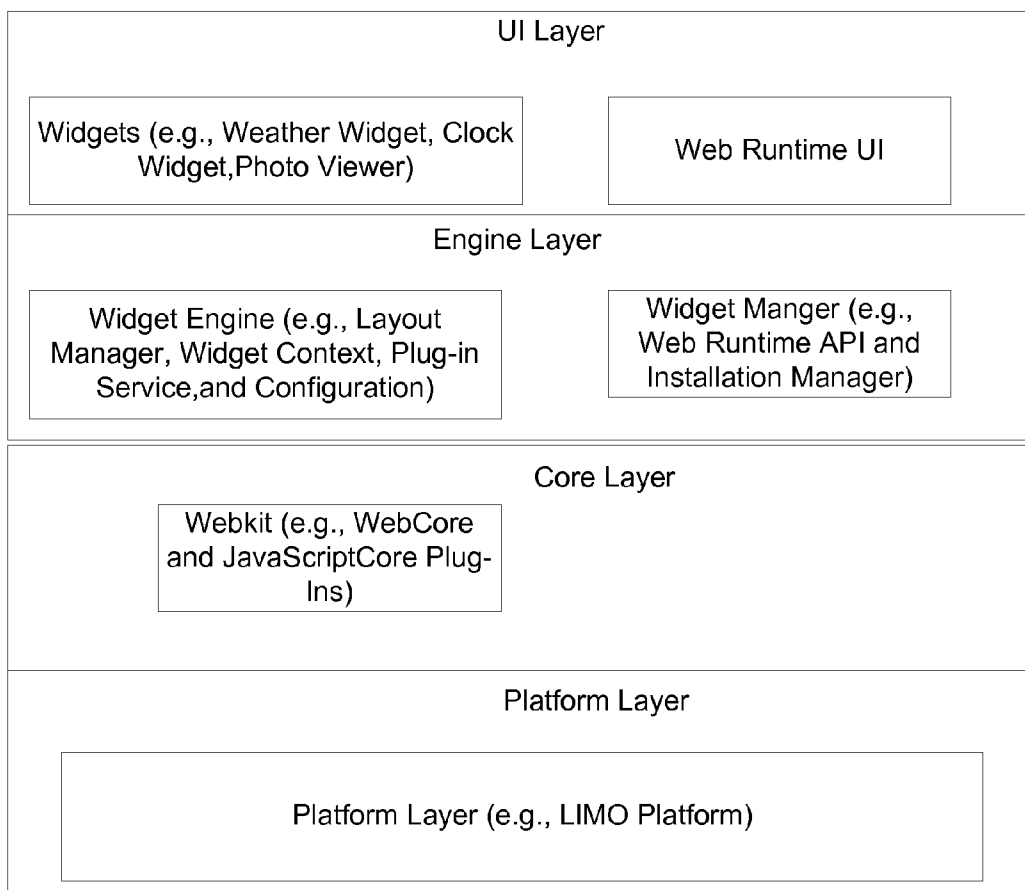 UI Layer
Widgets (e.g., Weather Widget, Clock
Widget,Photo Viewer)
Web Runtime UI
Engine Layer
Widget Engine (e.g., Layout
Manager, Widget Context, Plug-in
Service,and Configuration)
Widget Manger (e.g.,
Web Runtime API and
Installation Manager)
Core Layer
Webkit (e.g., WebCore
and JavaScriptCore Plug-
Ins)
Platform Layer
Platform Layer (e.g., LIMO Platform)